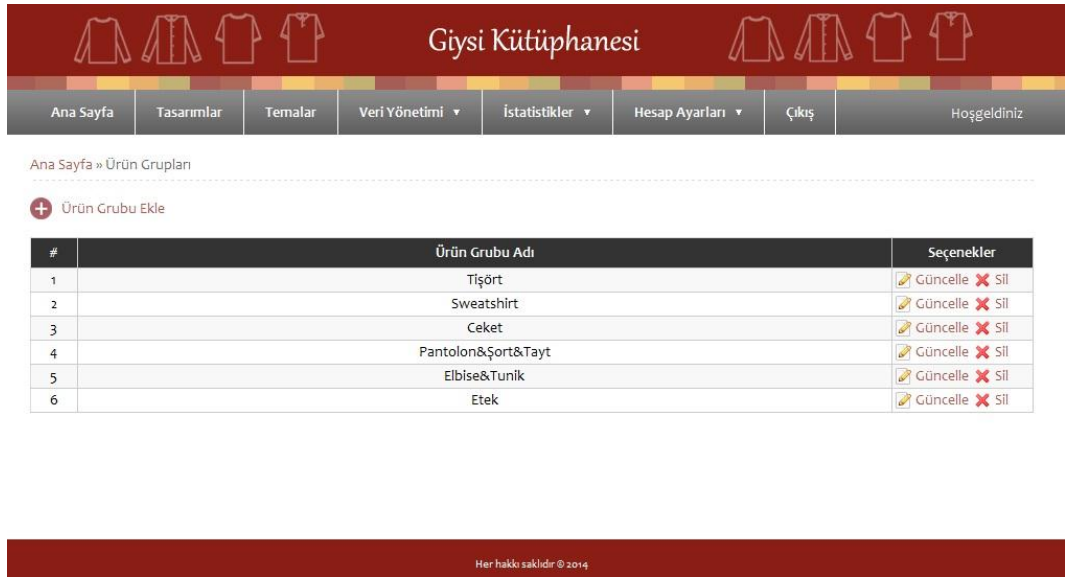 Giysi Kütüphanesi
Ana Sayfa Tasarımlar Temalar Veri Yönetimi ▼ İstatistikler ▼ Hesap Ayarları ▼ Çıkış Hoşgeldiniz
Ana Sayfa » Ürün Grupları
Ürün Grubu Ekle
# Ürün Grubu Adı Seçenekler
1 Tişört Güncelle Sil
2 Sweatshirt Güncelle Sil
3 Ceket Güncelle Sil
4 Pantolon&Şort&Tayt Güncelle Sil
5 Elbise&Tunik Güncelle Sil
6 Etek Güncelle Sil
Her hakkı saklıdır © 2014